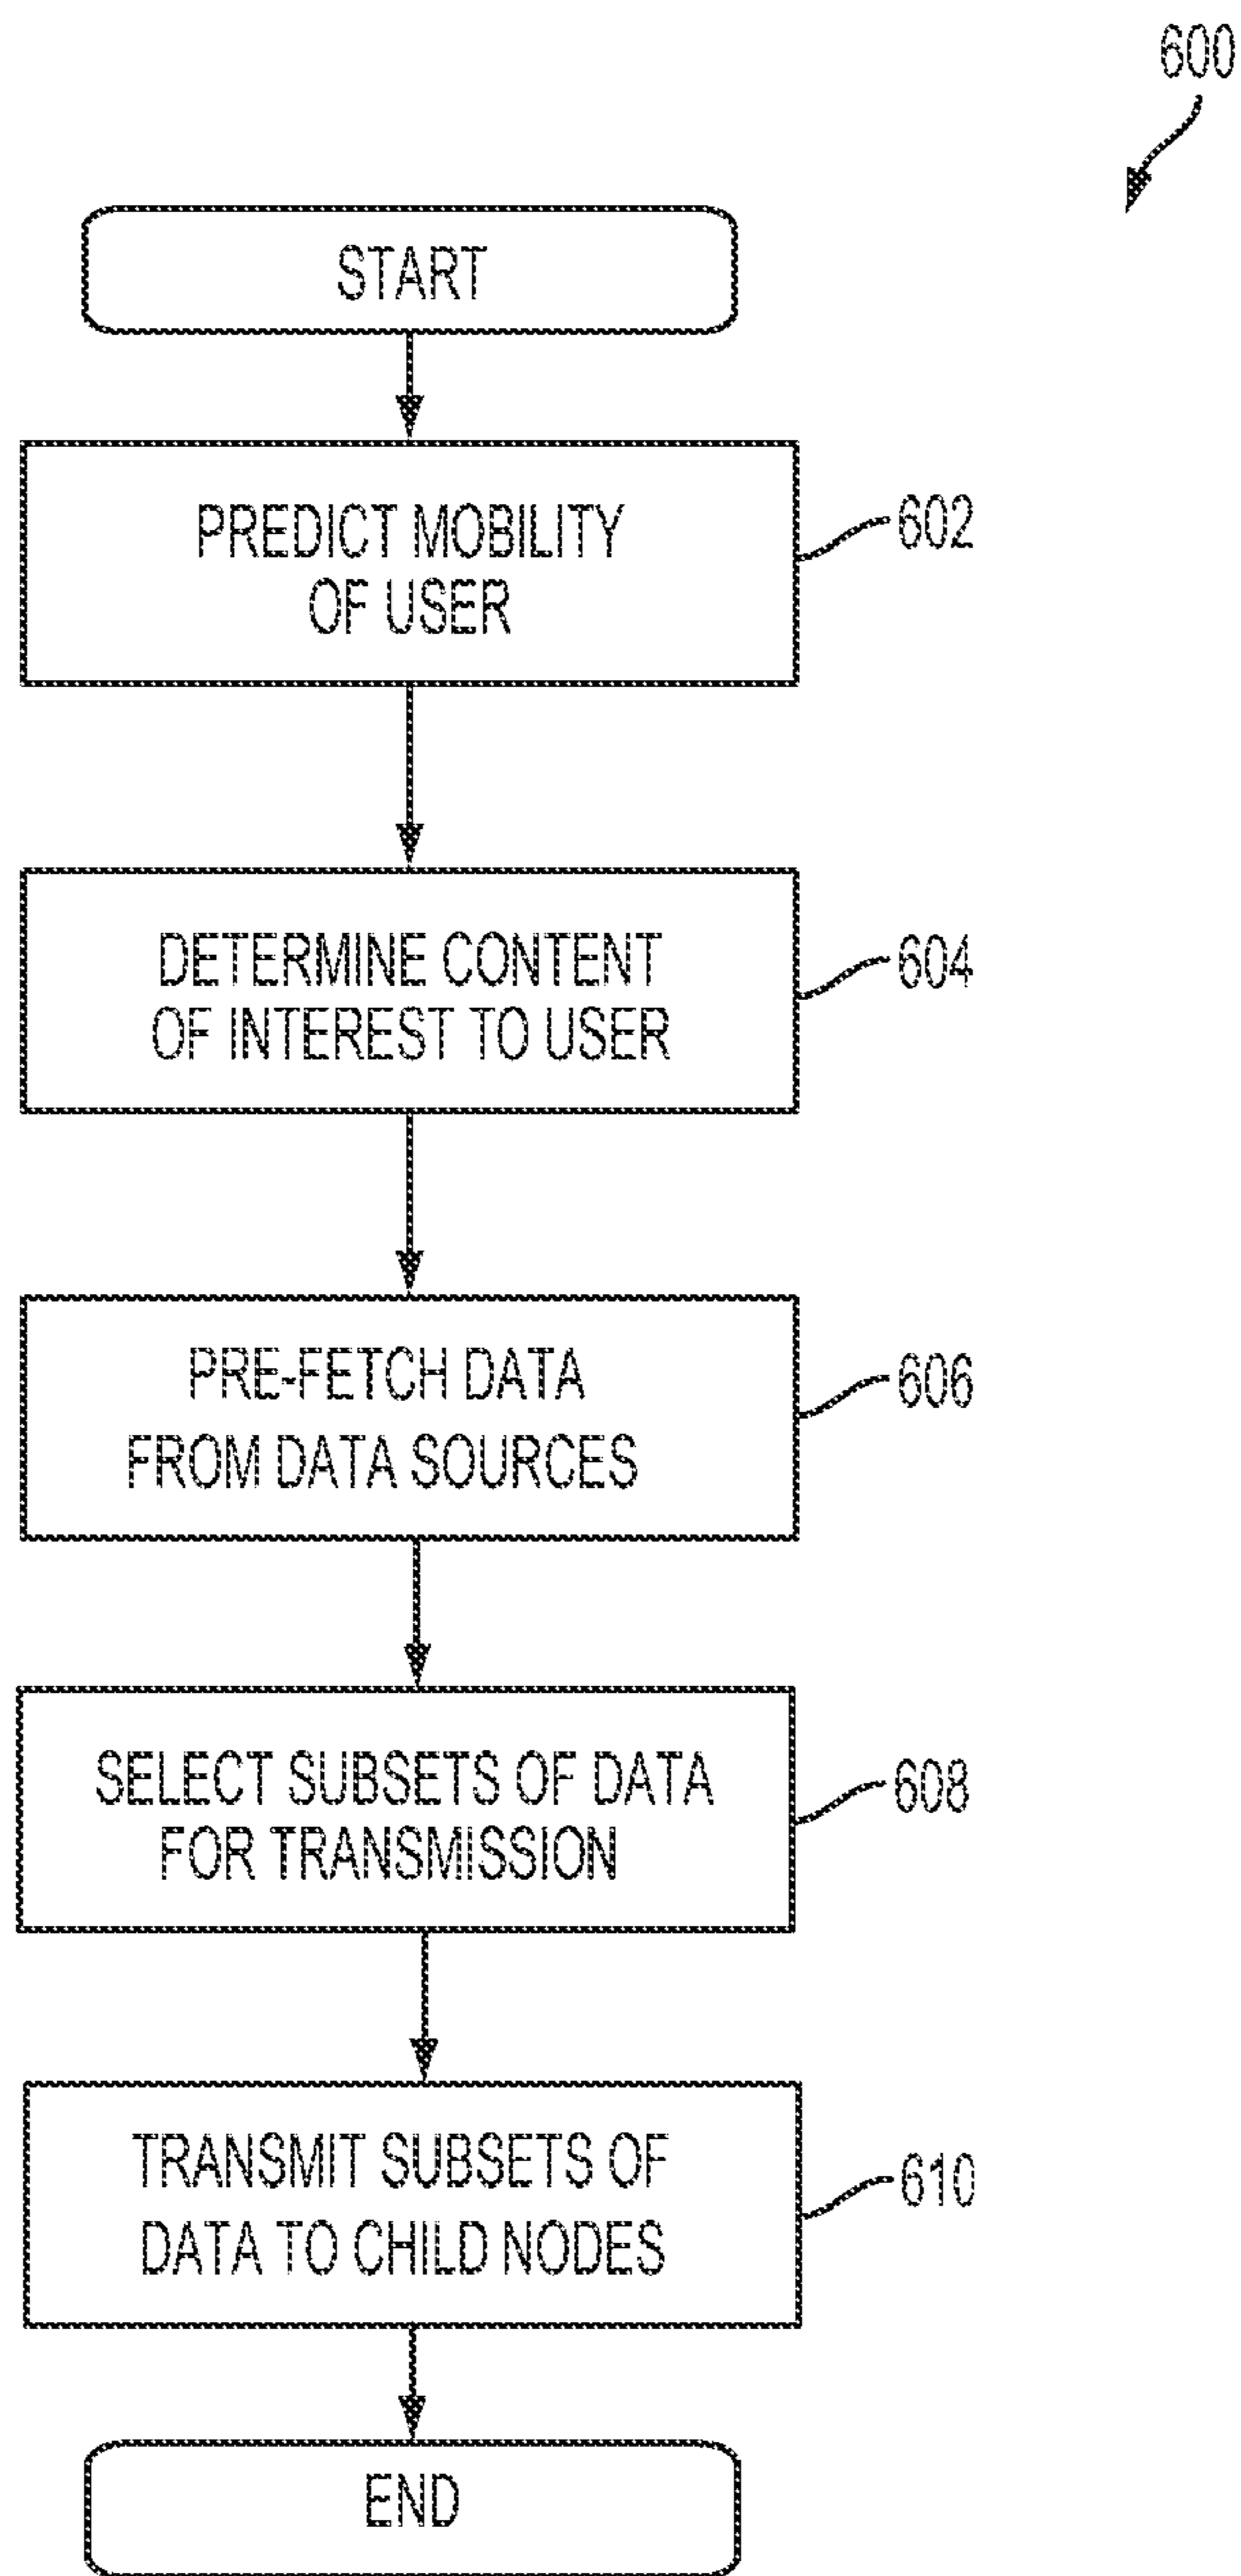 600
START
PREDICT MOBILITY
OF USER
602
DETERMINE CONTENT
OF INTEREST TO USER
604
PRE-FETCH DATA
FROM DATA SOURCES
606
SELECT SUBSETS OF DATA
FOR TRANSMISSION
608
TRANSMIT SUBSETS OF
DATA TO CHILD NODES
610
END